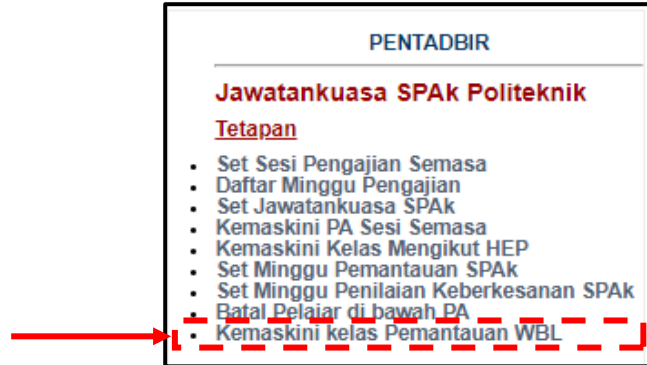 PENTADBIR
Jawatankuasa SPAk Politeknik
Tetapan
Set Sesi Pengajian Semasa
Daftar Minggu Pengajian
Set Jawatankuasa SPAk
Kemaskini PA Sesi Semasa
Kemaskini Kelas Mengikut HEP
Set Minggu Pemantauan SPAk
Set Minggu Penilaian Keberkesanan SPAk
Batal Pelajar di bawah PA
Kemaskini kelas Pemantauan WBL